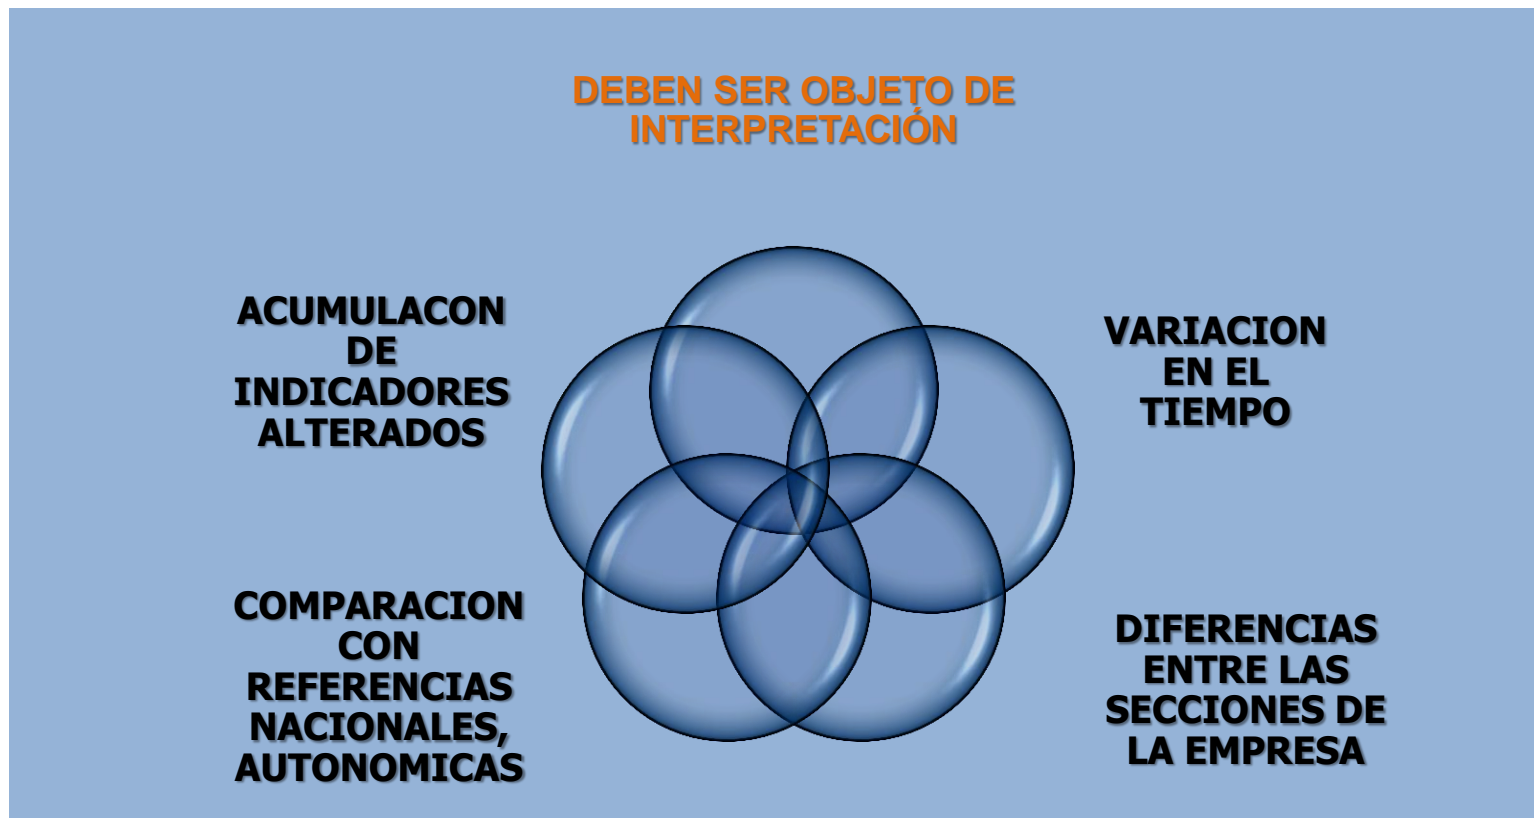 DEBEN SER OBJETO DE
INTERPRETACIÓN
ACUMULACON
DE
INDICADORES
ALTERADOS
VARIACION
EN EL
TIEMPO
COMPARACION
CON
REFERENCIAS
NACIONALES,
AUTONOMICAS
DIFERENCIAS
ENTRE LAS
SECCIONES DE
LA EMPRESA